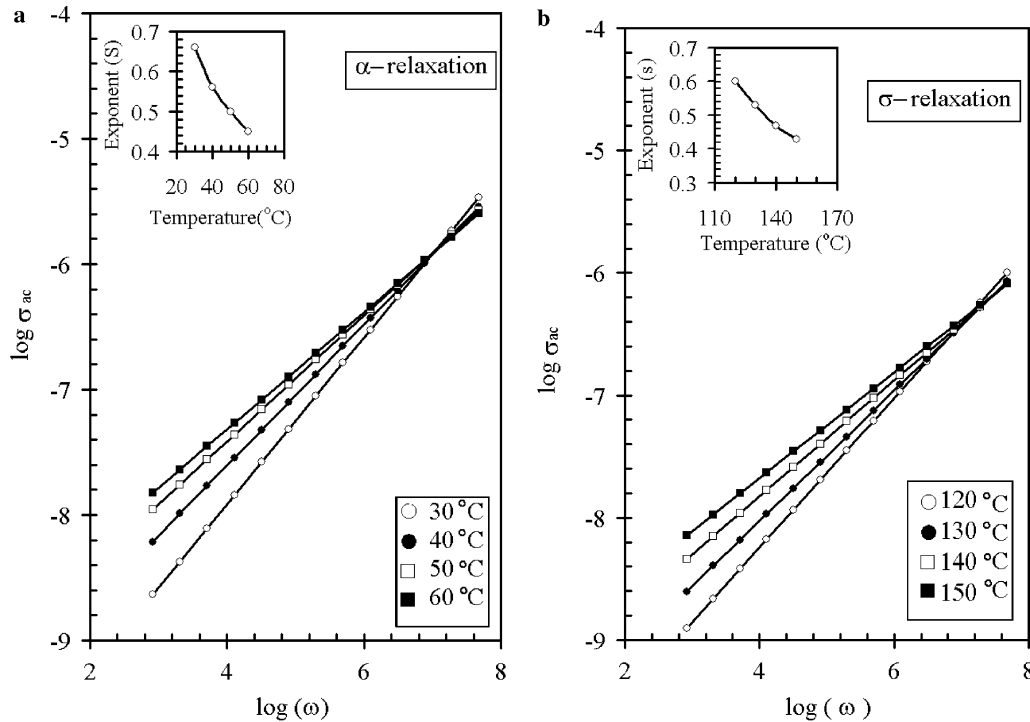 a
-4
-5
-6
-7
-8
-9
log σac
2
4
6
8
log (ω)
α−relaxation
Exponent (S)
0.7
0.6
0.5
0.4
20
40
60
80
Temperature(°C)
30 °C
40 °C
50 °C
60 °C
b
-4
-5
-6
-7
-8
-9
log σac
2
4
6
8
log ( ω )
σ−relaxation
Exponent (s)
0.7
0.6
0.5
0.4
0.3
110
140
170
Temperature (°C)
120 °C
130 °C
140 °C
150 °C